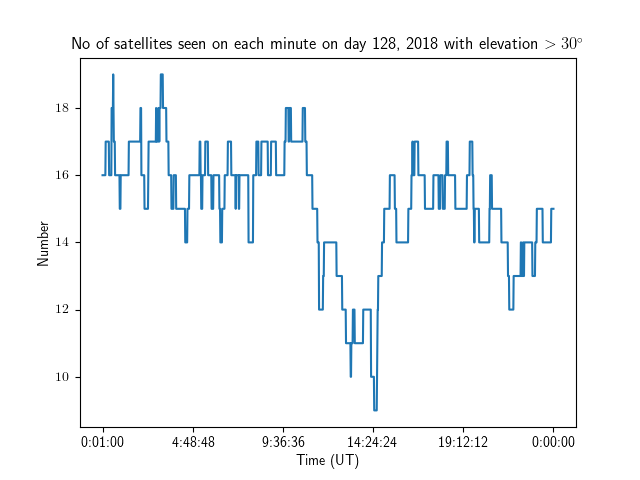 No of satellites seen on each minute on day 128, 2018 with elevation > 30°
18
16
14
12
10
Number
0:01:00 4:48:48 9:36:36 14:24:24 19:12:12 0:00:00
Time (UT)